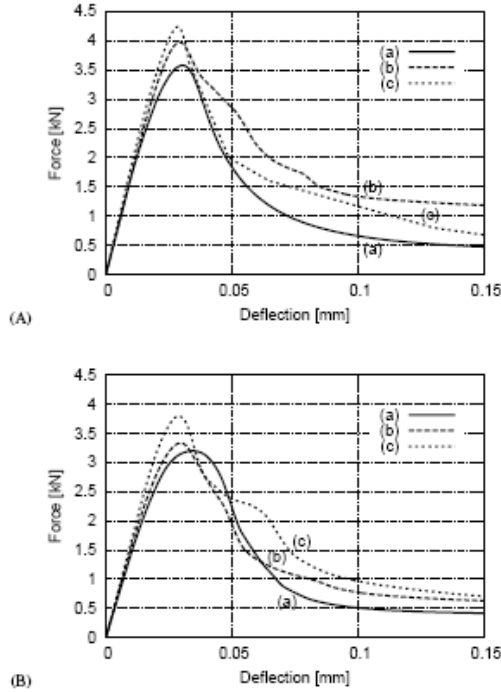 4.5
4
3.5
3
2.5
2
1.5
1
0.5
0
Force [kN]
(a)
(b)
(c)
(b)
(c)
(a)
0 0.05 0.1 0.15
Deflection [mm]
(A)
4.5
4
3.5
3
2.5
2
1.5
1
0.5
0
Force [kN]
(a)
(b)
(c)
(c)
(b)
(a)
0 0.05 0.1 0.15
Deflection [mm]
(B)